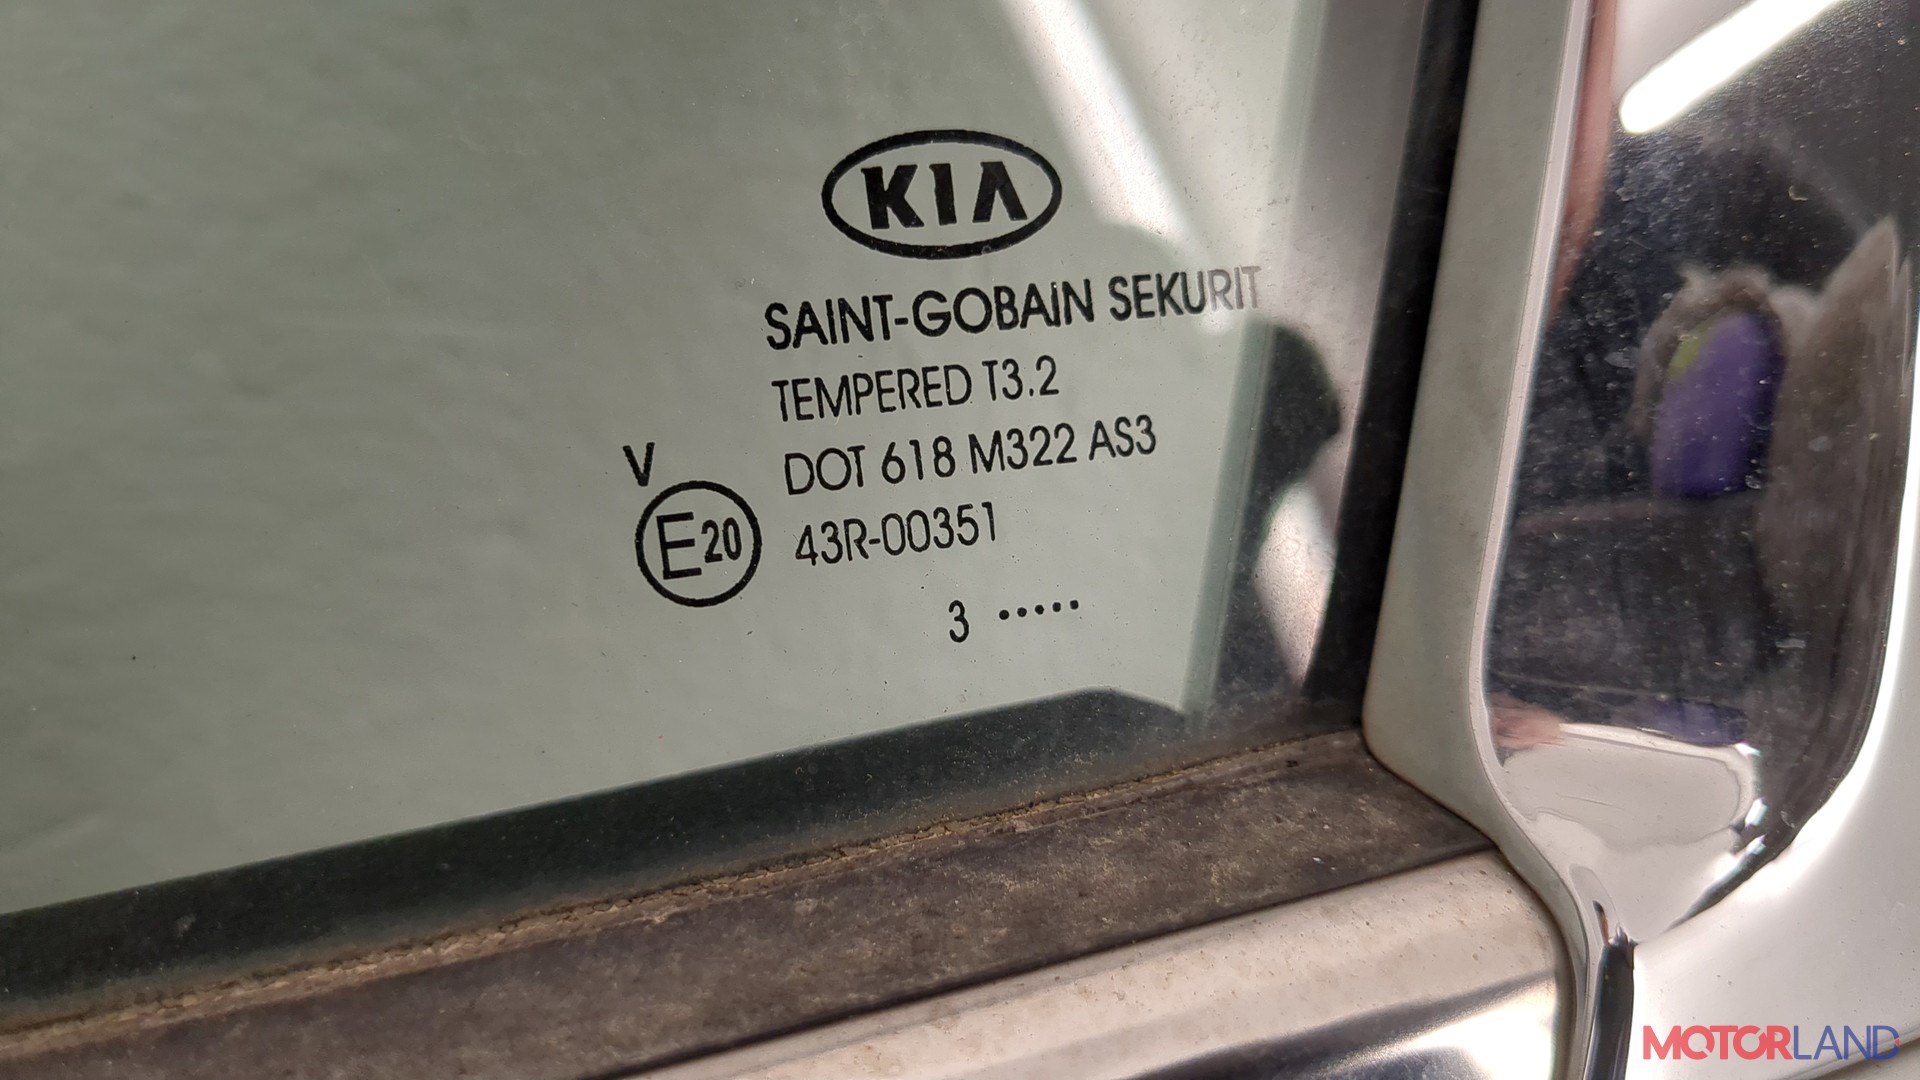 KIA
SAINT-GOBAIN SEKURIT
TEMPERED T3.2
V
DOT 618 M322 AS3
E20
43R-00351
3 •••••
MOTORLAND